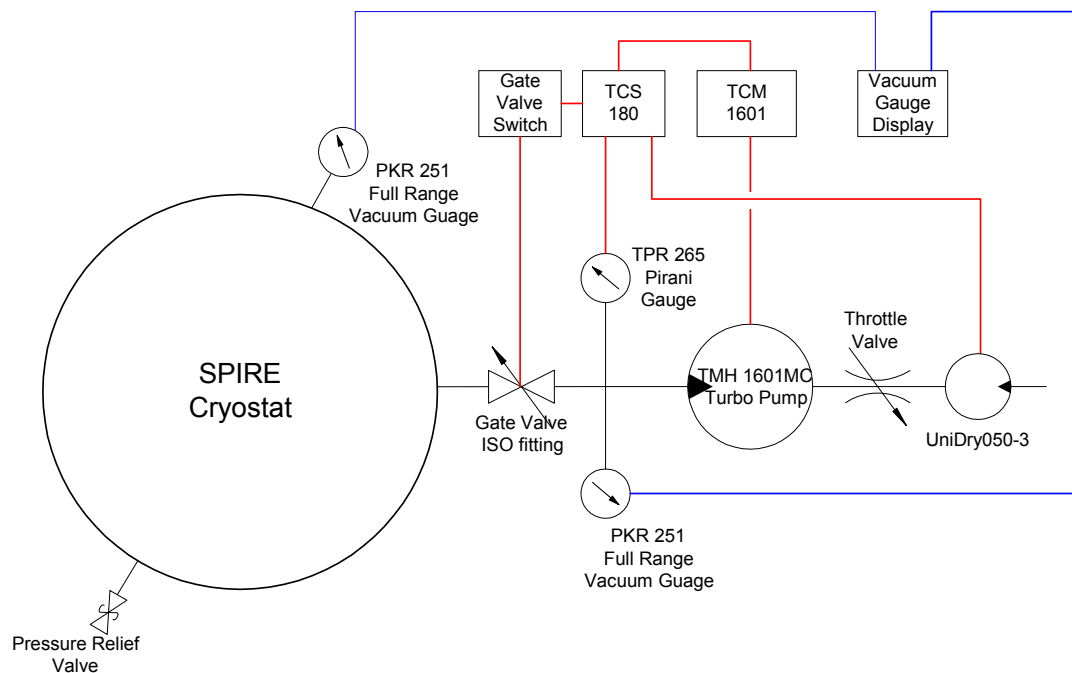 Gate
Valve
Switch
TCS
180
TCM
1601
Vacuum
Gauge
Display
PKR 251
Full Range
Vacuum Guage
TPR 265
Pirani
Gauge
Throttle
Valve
SPIRE
Cryostat
TMH 1601MC
Turbo Pump
Gate Valve
ISO fitting
UniDry050-3
PKR 251
Full Range
Vacuum Guage
Pressure Relief
Valve